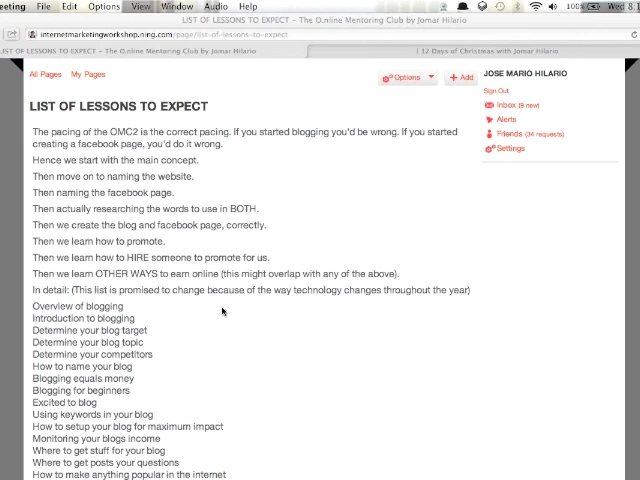 eeting File Edit Options View Window Audio Help 100% Wed 8:1
LIST OF LESSONS TO EXPECT - The O.nline Mentoring Club by Jomar Hilario
internetmarketingworkshop.ning.com/page/list-of-lessons-to-expect
LIST OF LESSONS TO EXPECT - The O.nline Mentoring Club by Jomar Hilario | 12 Days of Christmas with Jomar Hilario
All Pages My Pages
Options + Add
JOSE MARIO HILARIO
Sign Out
Inbox (9 new)
Alerts
Friends (34 requests)
Settings
LIST OF LESSONS TO EXPECT
The pacing of the OMC2 is the correct pacing. If you started blogging you'd be wrong. If you started
creating a facebook page, you'd do it wrong.
Hence we start with the main concept.
Then move on to naming the website.
Then naming the facebook page.
Then actually researching the words to use in BOTH.
Then we create the blog and facebook page, correctly.
Then we learn how to promote.
Then we learn how to HIRE someone to promote for us.
Then we learn OTHER WAYS to earn online (this might overlap with any of the above).
In detail: (This list is promised to change because of the way technology changes throughout the year)
Overview of blogging
Introduction to blogging
Determine your blog target
Determine your blog topic
Determine your competitors
How to name your blog
Blogging equals money
Blogging for beginners
Excited to blog
Using keywords in your blog
How to setup your blog for maximum impact
Monitoring your blogs income
Where to get stuff for your blog
Where to get posts your questions
How to make anything popular in the internet